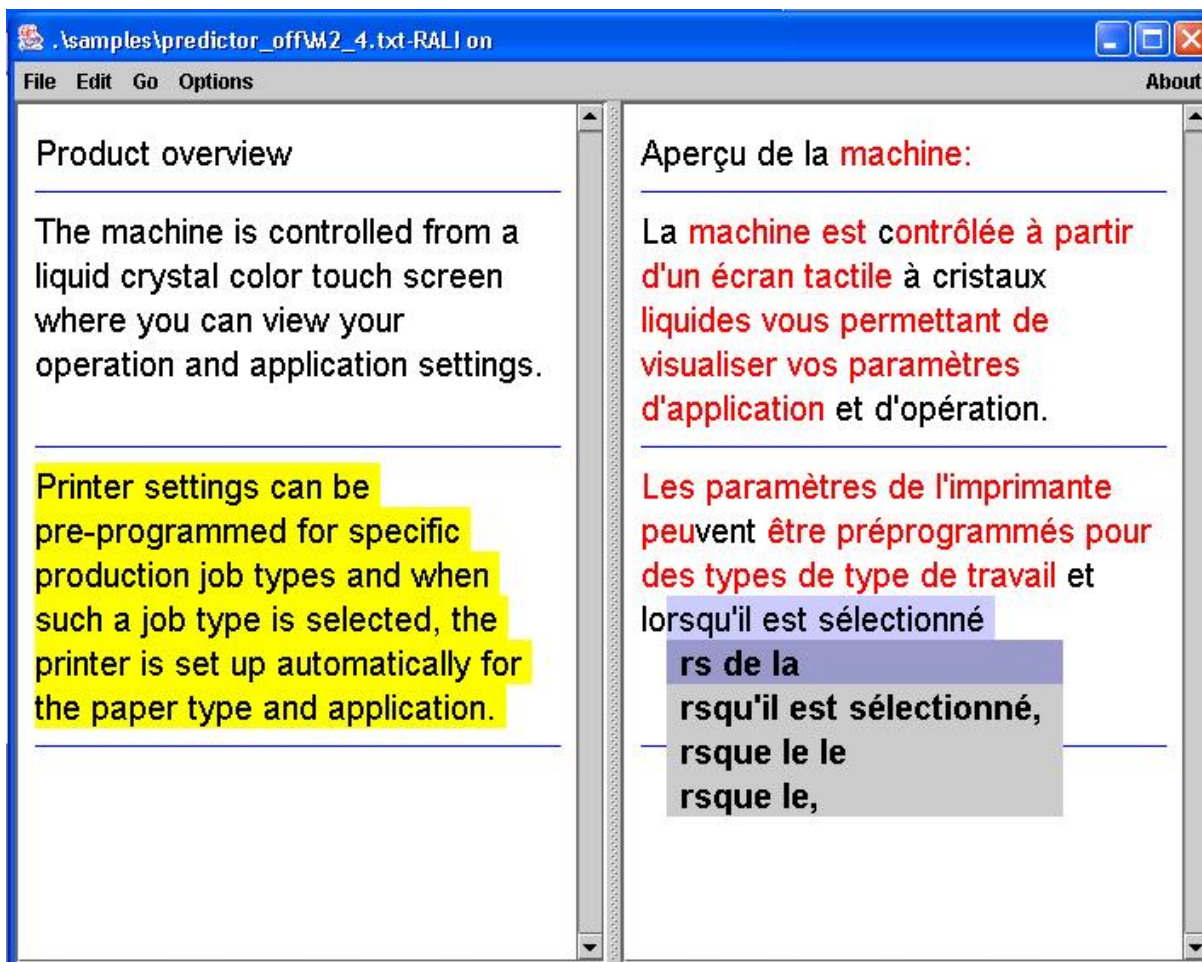 .\samples\predictor_off\M2_4.txt-RALI on
File Edit Go Options About
Product overview
The machine is controlled from a
liquid crystal color touch screen
where you can view your
operation and application settings.
Printer settings can be
pre-programmed for specific
production job types and when
such a job type is selected, the
printer is set up automatically for
the paper type and application.
Aperçu de la machine:
La machine est contrôlée à partir
d'un écran tactile à cristaux
liquides vous permettant de
visualiser vos paramètres
d'application et d'opération.
Les paramètres de l'imprimante
peuvent être préprogrammés pour
des types de type de travail et
lorsqu'il est sélectionné
rs de la
rsqu'il est sélectionné,
rsque le le
rsque le,